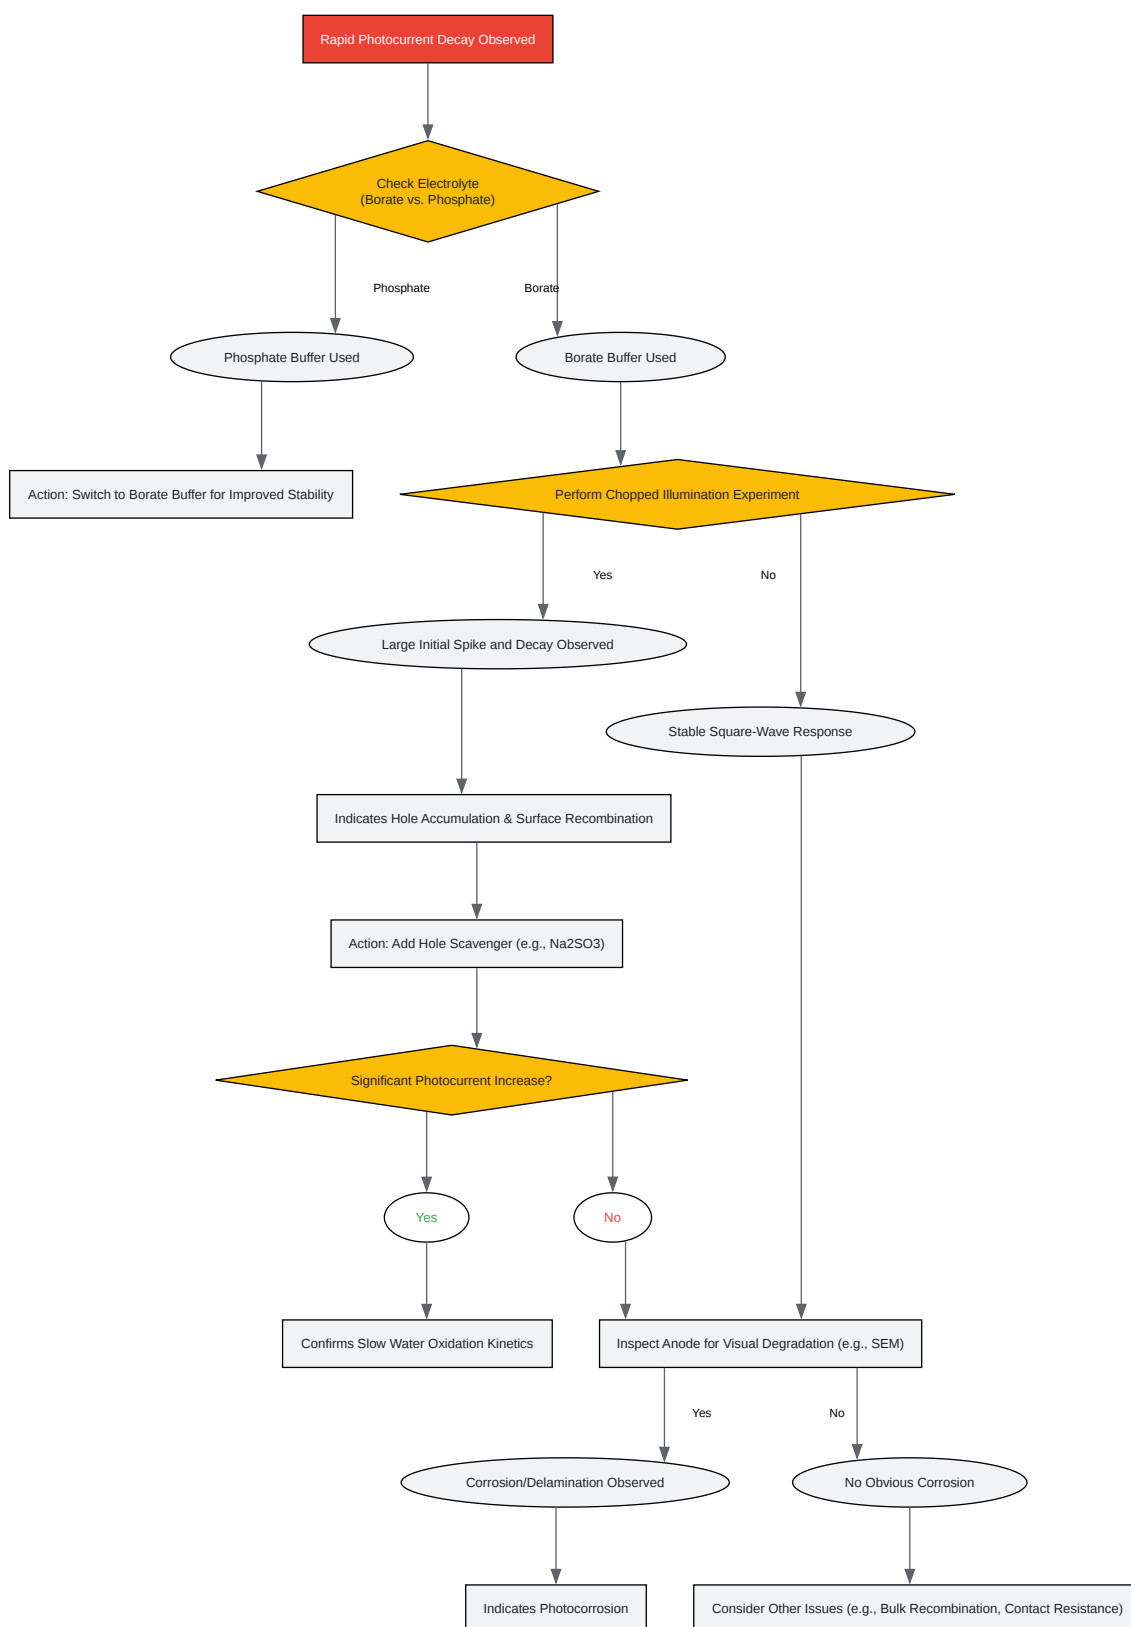 Rapid Photocurrent Decay Observed
Check Electrolyte
(Borate vs. Phosphate)
Phosphate
Borate
Phosphate Buffer Used
Borate Buffer Used
Action: Switch to Borate Buffer for Improved Stability
Perform Chopped Illumination Experiment
Yes
No
Large Initial Spike and Decay Observed
Stable Square-Wave Response
Indicates Hole Accumulation & Surface Recombination
Action: Add Hole Scavenger (e.g., Na2SO3)
Significant Photocurrent Increase?
Yes
No
Confirms Slow Water Oxidation Kinetics
Inspect Anode for Visual Degradation (e.g., SEM)
Yes
No
Corrosion/Delamination Observed
No Obvious Corrosion
Indicates Photocorrosion
Consider Other Issues (e.g., Bulk Recombination, Contact Resistance)